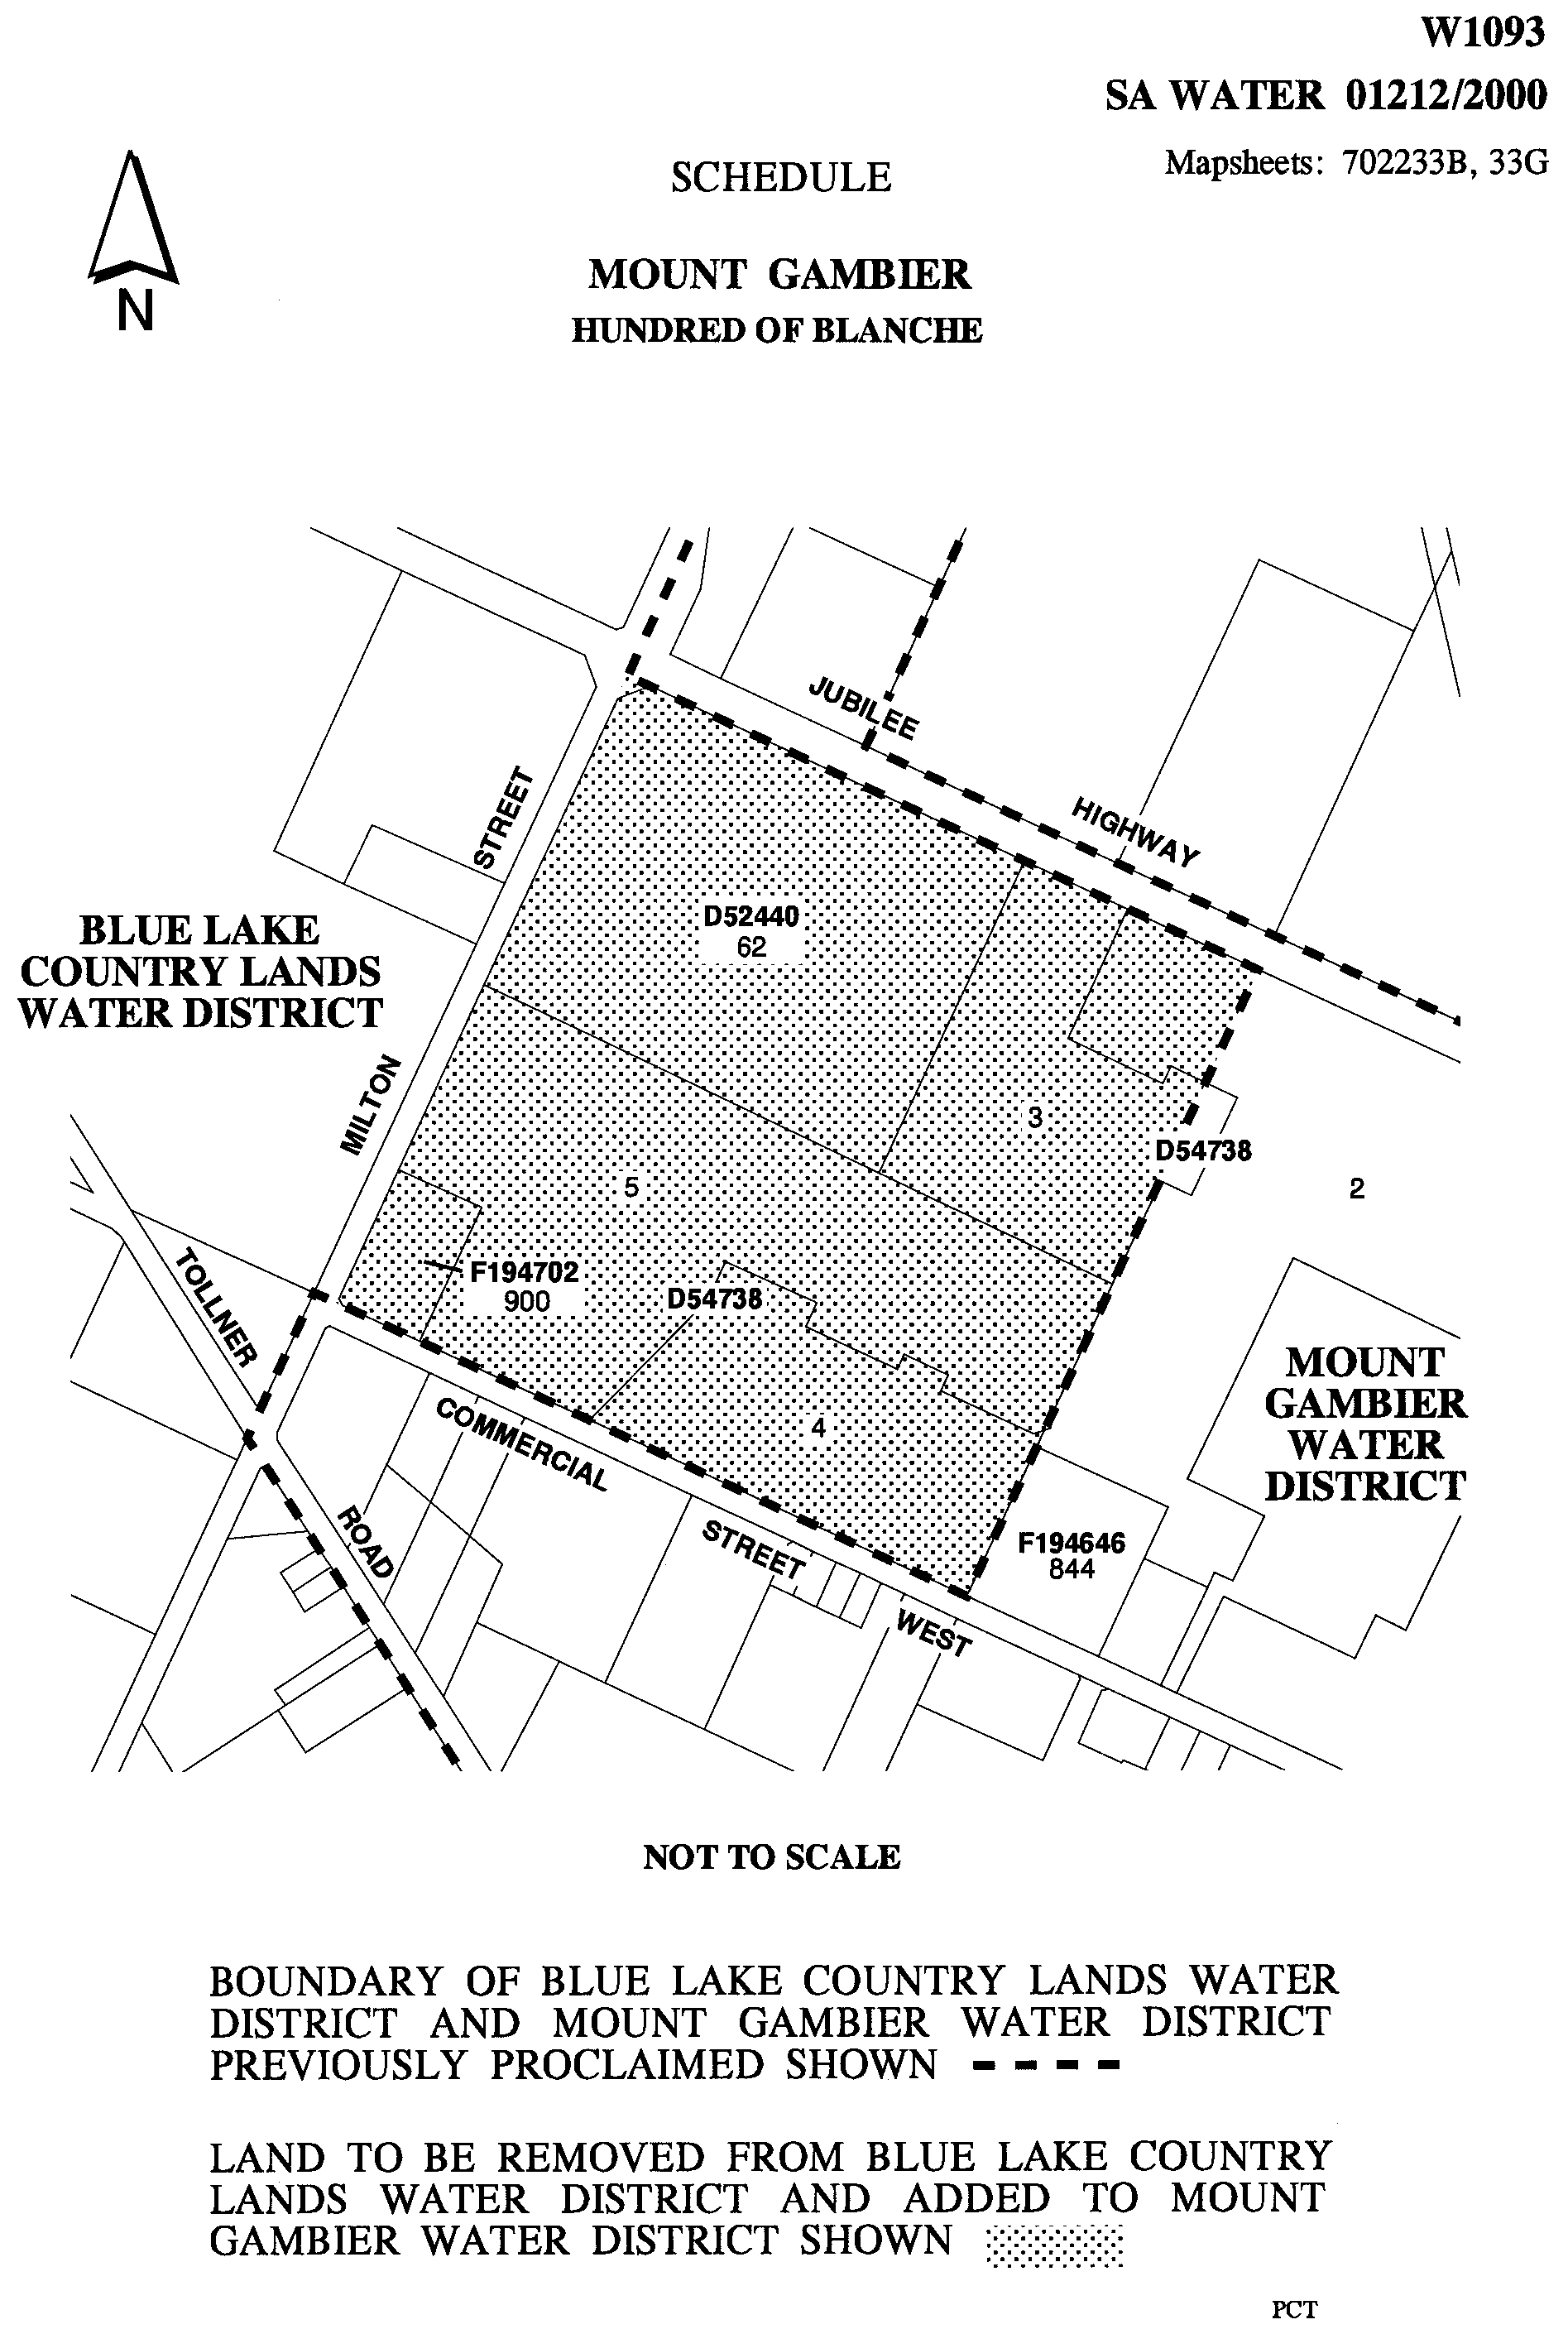 W1093
SA WATER 01212/2000
Mapsheets: 702233B, 33G
N
SCHEDULE
MOUNT GAMBIER
HUNDRED OF BLANCHE
JUBILEE
HIGHWAY
STREET
MILTON
BLUE LAKE
COUNTRY LANDS
WATER DISTRICT
D52440
62
3
D54738
2
5
TOLLNER
ROAD
F194702
900
D54738
4
COMMERCIAL
STREET
WEST
F194646
844
MOUNT
GAMBIER
WATER
DISTRICT
NOT TO SCALE
BOUNDARY OF BLUE LAKE COUNTRY LANDS WATER
DISTRICT AND MOUNT GAMBIER WATER DISTRICT
PREVIOUSLY PROCLAIMED SHOWN
LAND TO BE REMOVED FROM BLUE LAKE COUNTRY
LANDS WATER DISTRICT AND ADDED TO MOUNT
GAMBIER WATER DISTRICT SHOWN
PCT